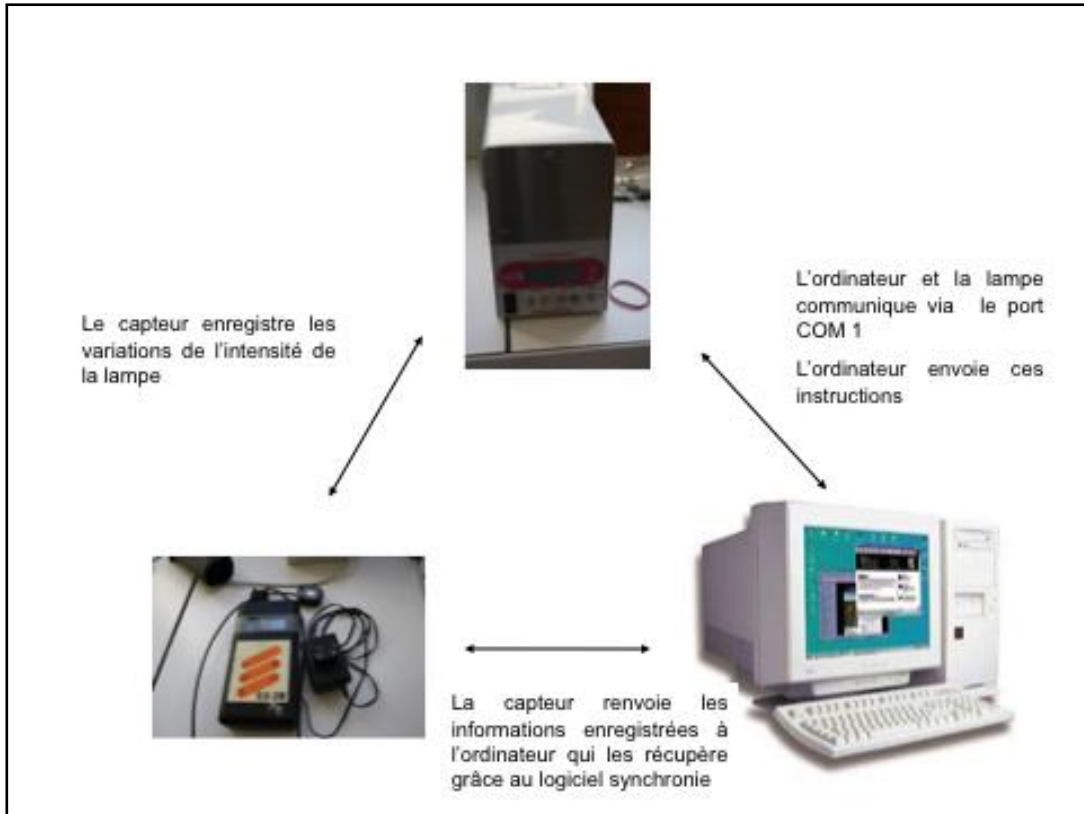 L'ordinateur et la lampe
communique via le port
COM 1
L'ordinateur envoie ces
instructions
Le capteur enregistre les
variations de l'intensité de
la lampe
La capteur renvoie les
informations enregistrées à
l'ordinateur qui les récupère
grâce au logiciel synchronie